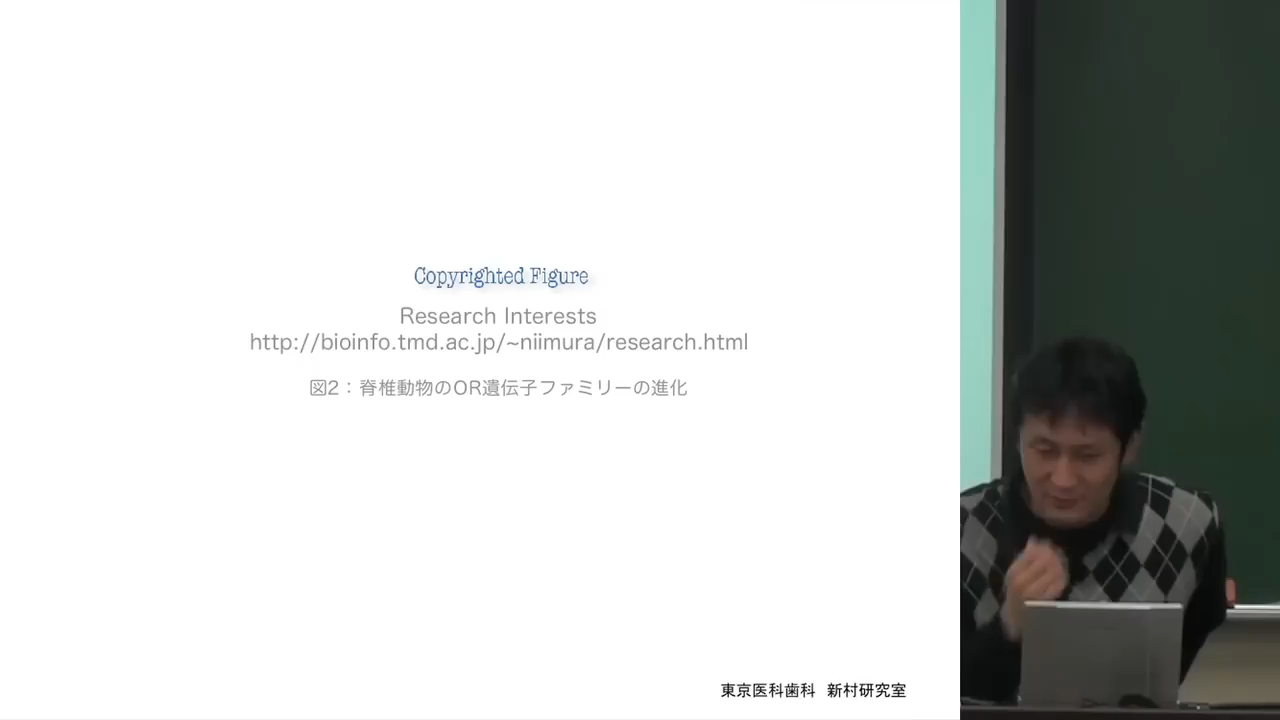 Copyrighted Figure
Research Interests
http://bioinfo.tmd.ac.jp/~niimura/research.html
図2：脊椎動物のOR遺伝子ファミリーの進化
東京医科歯科 新村研究室